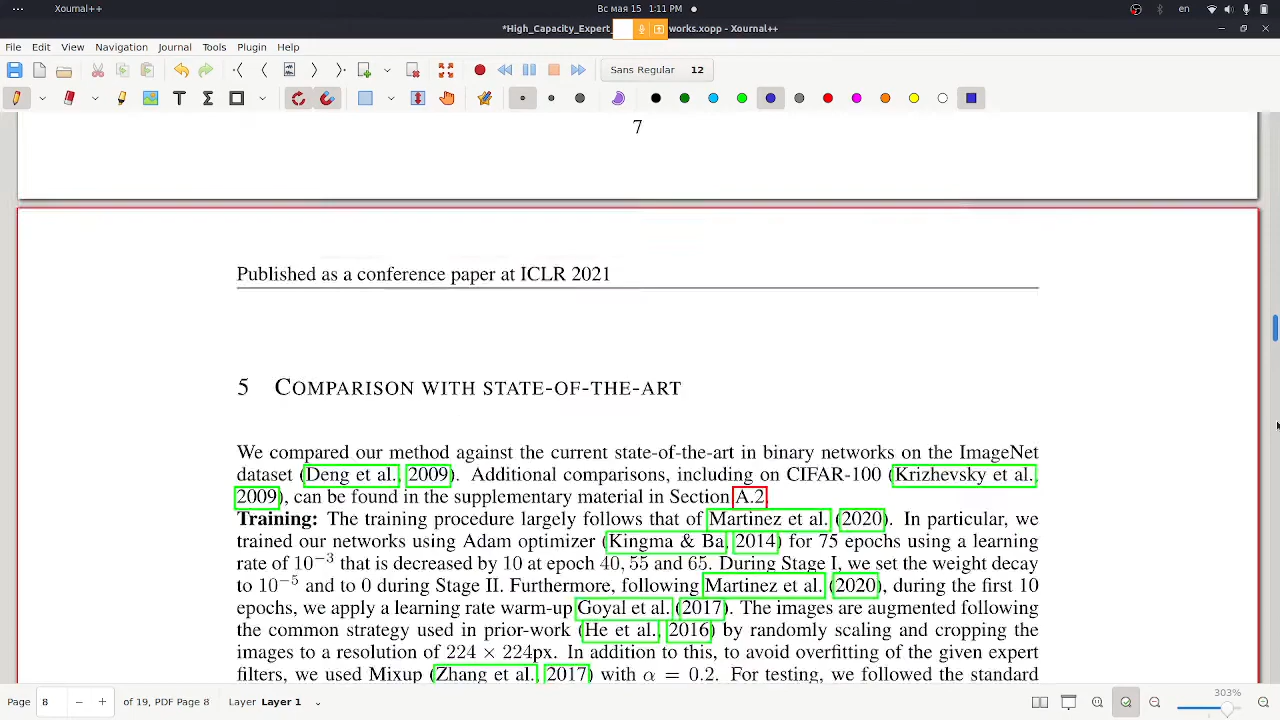 Xournal++
Вс мая 15 1:11 PM
en
*High_Capacity_Expert_ works.xopp - Xournal++
File Edit View Navigation Journal Tools Plugin Help
Sans Regular 12
7
Published as a conference paper at ICLR 2021
5 COMPARISON WITH STATE-OF-THE-ART
We compared our method against the current state-of-the-art in binary networks on the ImageNet
dataset (Deng et al., 2009). Additional comparisons, including on CIFAR-100 (Krizhevsky et al.,
2009), can be found in the supplementary material in Section A.2.
Training: The training procedure largely follows that of Martinez et al. (2020). In particular, we
trained our networks using Adam optimizer (Kingma & Ba, 2014) for 75 epochs using a learning
rate of 10⁻³ that is decreased by 10 at epoch 40, 55 and 65. During Stage I, we set the weight decay
to 10⁻⁵ and to 0 during Stage II. Furthermore, following Martinez et al. (2020), during the first 10
epochs, we apply a learning rate warm-up Goyal et al. (2017). The images are augmented following
the common strategy used in prior-work (He et al., 2016) by randomly scaling and cropping the
images to a resolution of 224 × 224px. In addition to this, to avoid overfitting of the given expert
filters, we used Mixup (Zhang et al., 2017) with α = 0.2. For testing, we followed the standard
Page 8 of 19, PDF Page 8 Layer Layer 1 303%